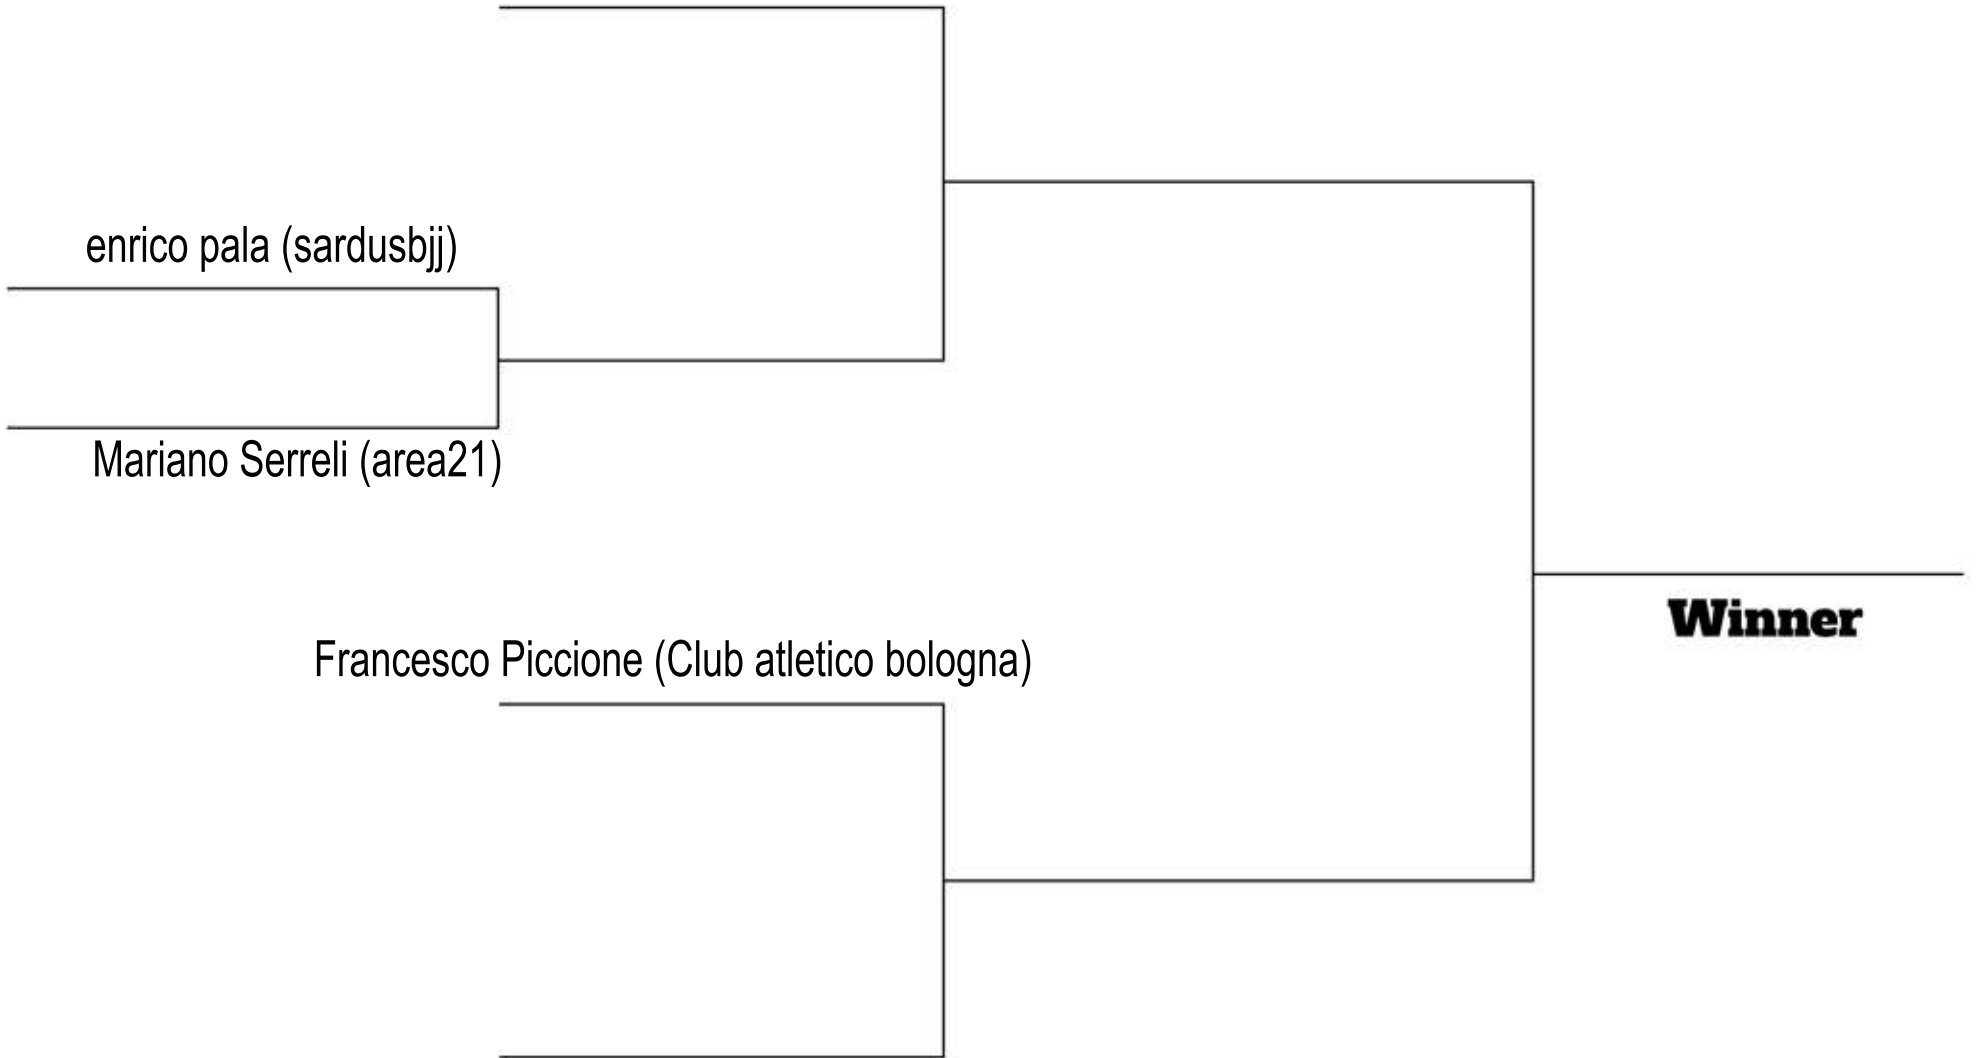 enrico pala (sardusbjj)
Mariano Serreli (area21)
Winner
Francesco Piccione (Club atletico bologna)